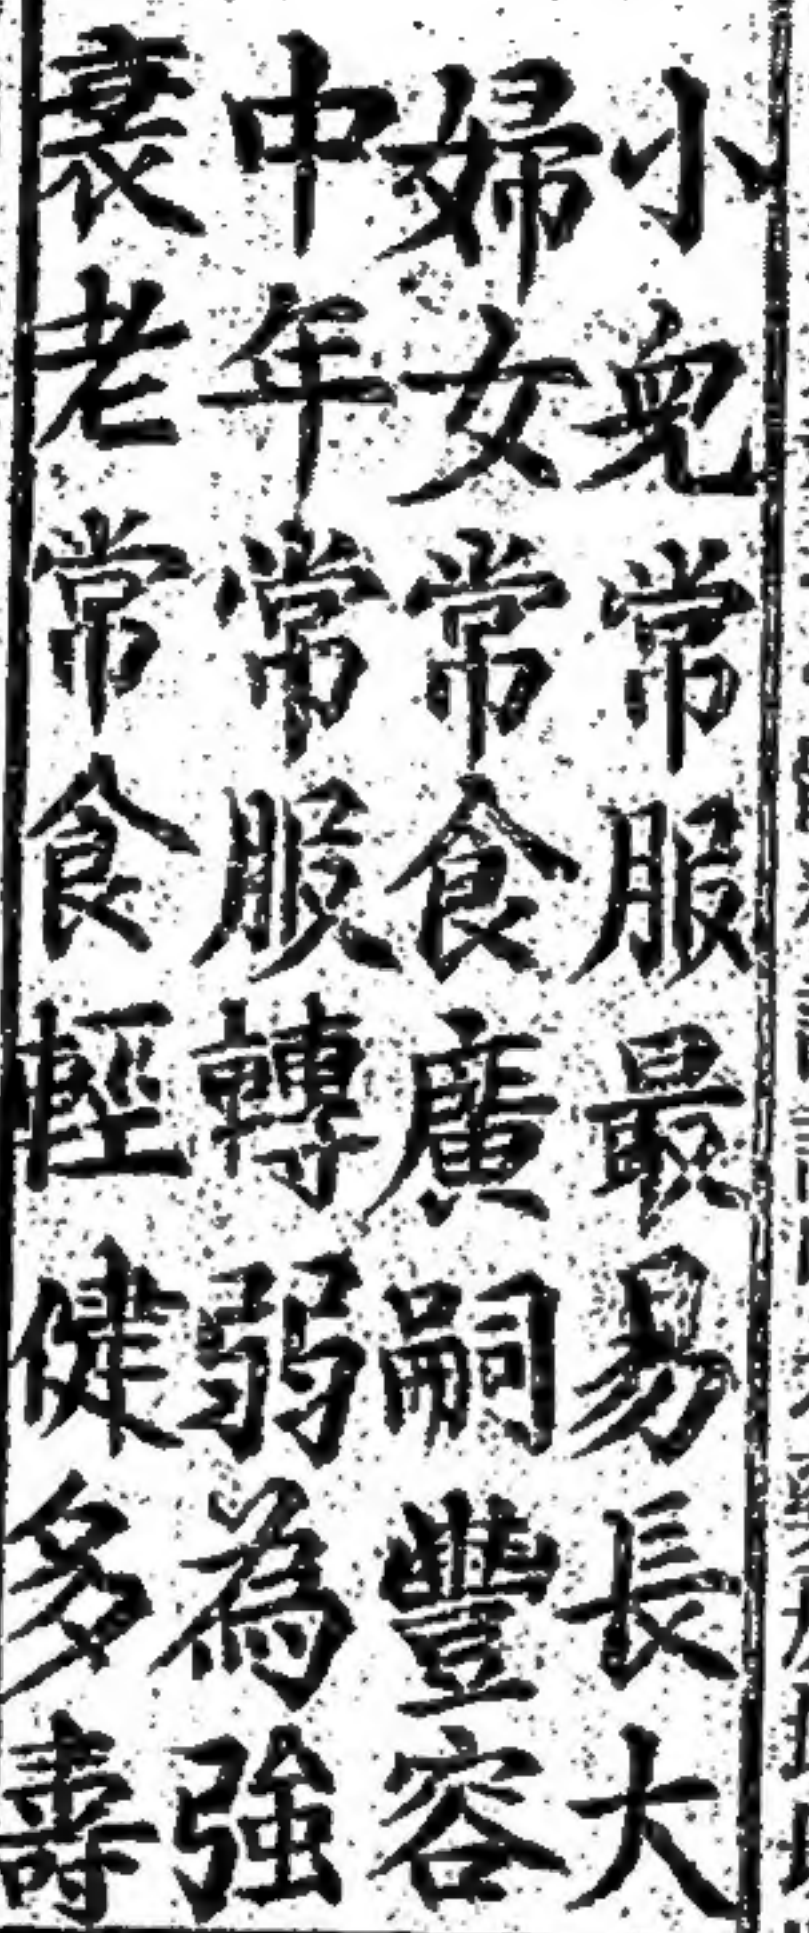 小兒常服最易長大
婦女常食廣嗣豐容
中年常服轉弱為強
衰老常食輕健多壽